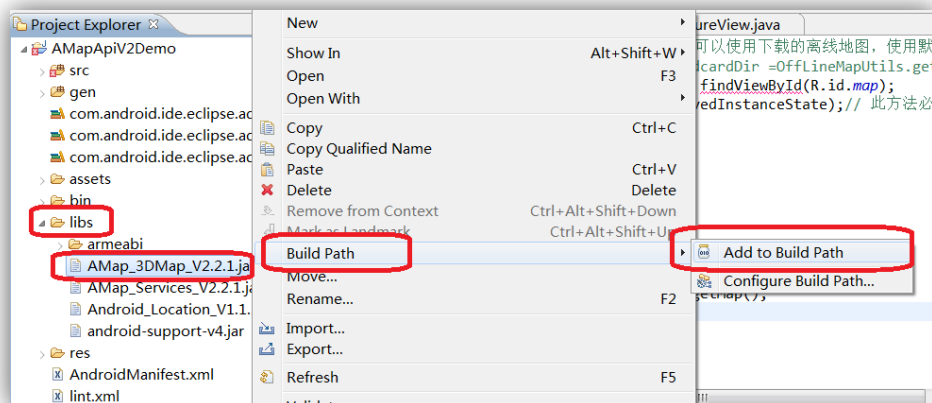 Project Explorer
AMapApiV2Demo
src
gen
com.android.ide.eclipse.ad
com.android.ide.eclipse.ad
com.android.ide.eclipse.ad
assets
bin
libs
armeabi
AMap_3DMap_V2.2.1.ja
AMap_Services_V2.2.1.ja
Android_Location_V1.1.
android-support-v4.jar
res
AndroidManifest.xml
lint.xml
New
Show In Alt+Shift+W
Open F3
Open With
Copy Ctrl+C
Copy Qualified Name
Paste Ctrl+V
Delete Delete
Remove from Context Ctrl+Alt+Shift+Down
Mark as Landmark Ctrl+Alt+Shift+Up
Build Path
Move...
Rename... F2
Import...
Export...
Refresh F5
Add to Build Path
Configure Build Path...
ureView.java
可以使用下载的离线地图，使用默
dcardDir =OffLineMapUtils.get
findViewById(R.id.map);
vedInstanceState);// 此方法必
getMap();